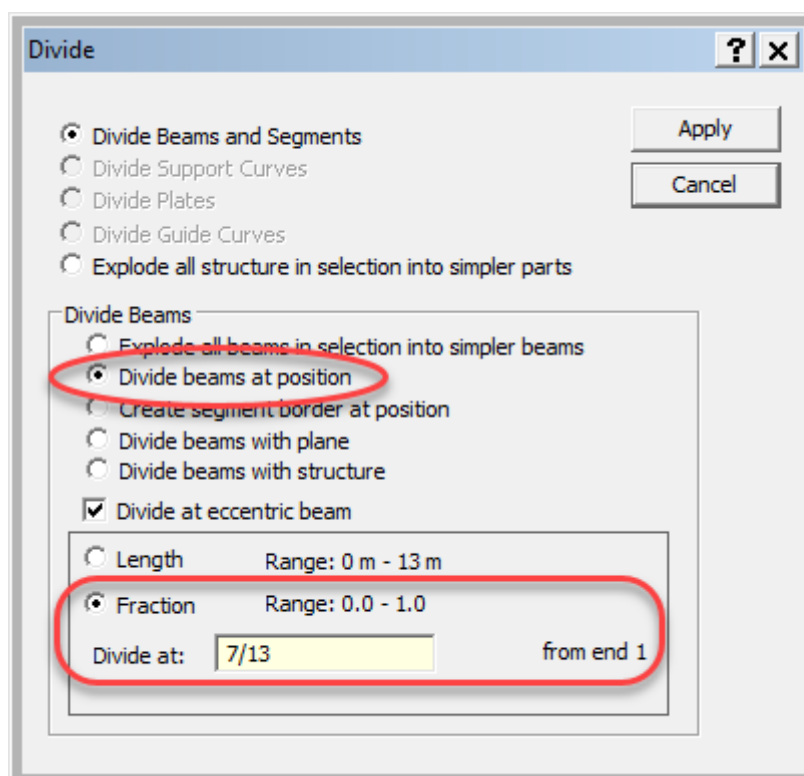 Divide
Divide Beams and Segments
Apply
Divide Support Curves
Cancel
Divide Plates
Divide Guide Curves
Explode all structure in selection into simpler parts
Divide Beams
Explode all beams in selection into simpler beams
Divide beams at position
Create segment border at position
Divide beams with plane
Divide beams with structure
Divide at eccentric beam
Length Range: 0 m - 13 m
Fraction Range: 0.0 - 1.0
Divide at: 7/13 from end 1